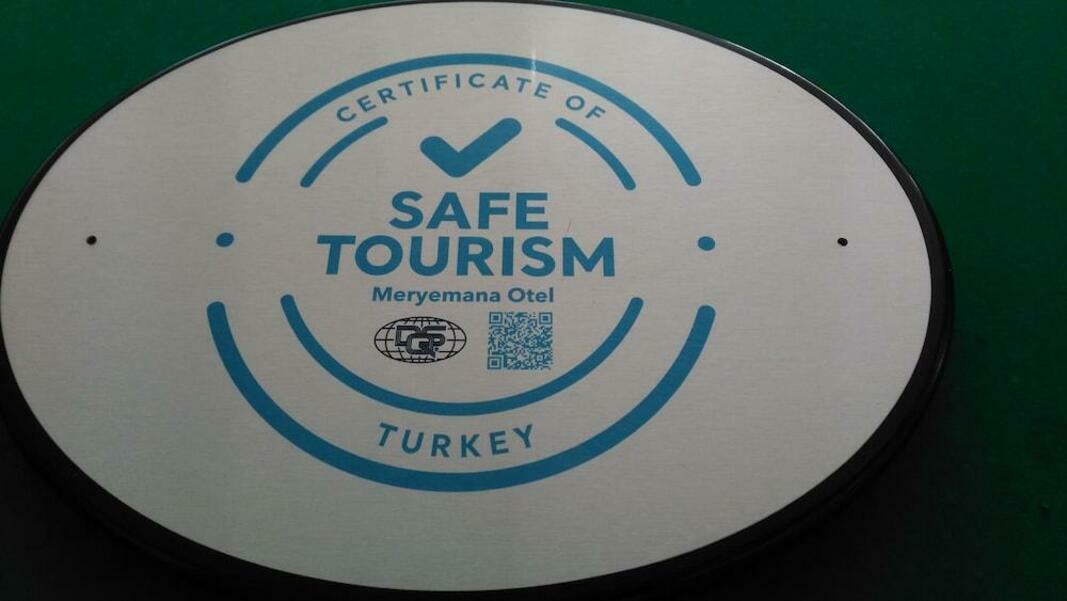 CERTIFICATE OF
SAFE
TOURISM
Meryemana Otel
TURKEY